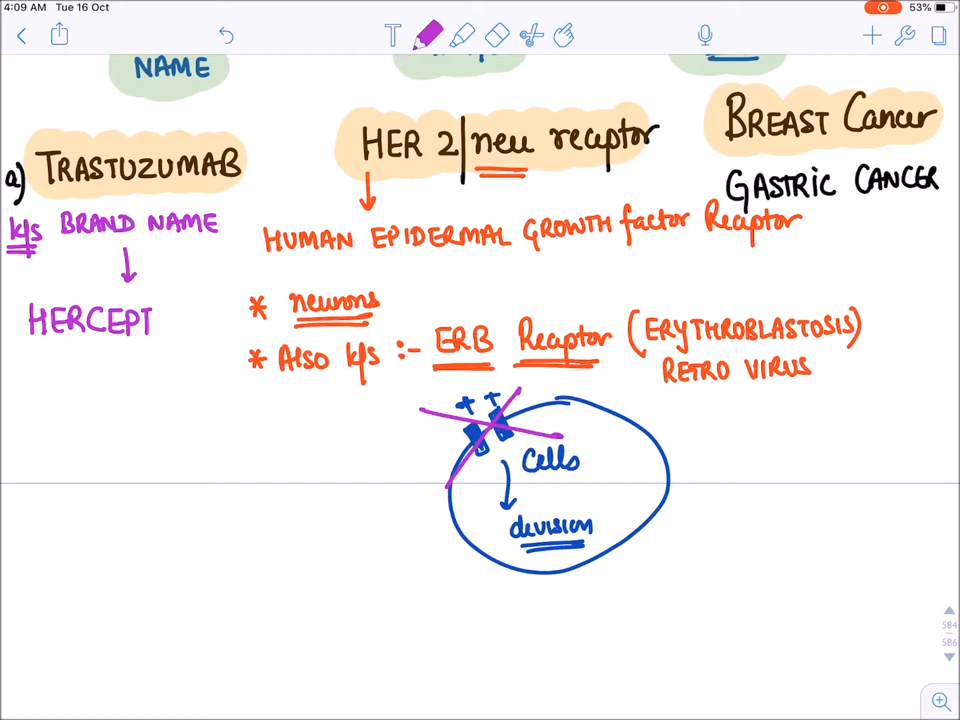 4:09 AM Tue 16 Oct
53%
T
NAME
a) TRASTUZUMAB
HER 2|neu receptor
BREAST Cancer
GASTRIC CANCER
k/s BRAND NAME
HERCEPT
HUMAN EPIDERMAL GROWTH factor Receptor
* neurons
* Also k/s :- ERB Receptor (ERYTHROBLASTOSIS)
RETRO VIRUS
+ +
Cells
devision
584
586